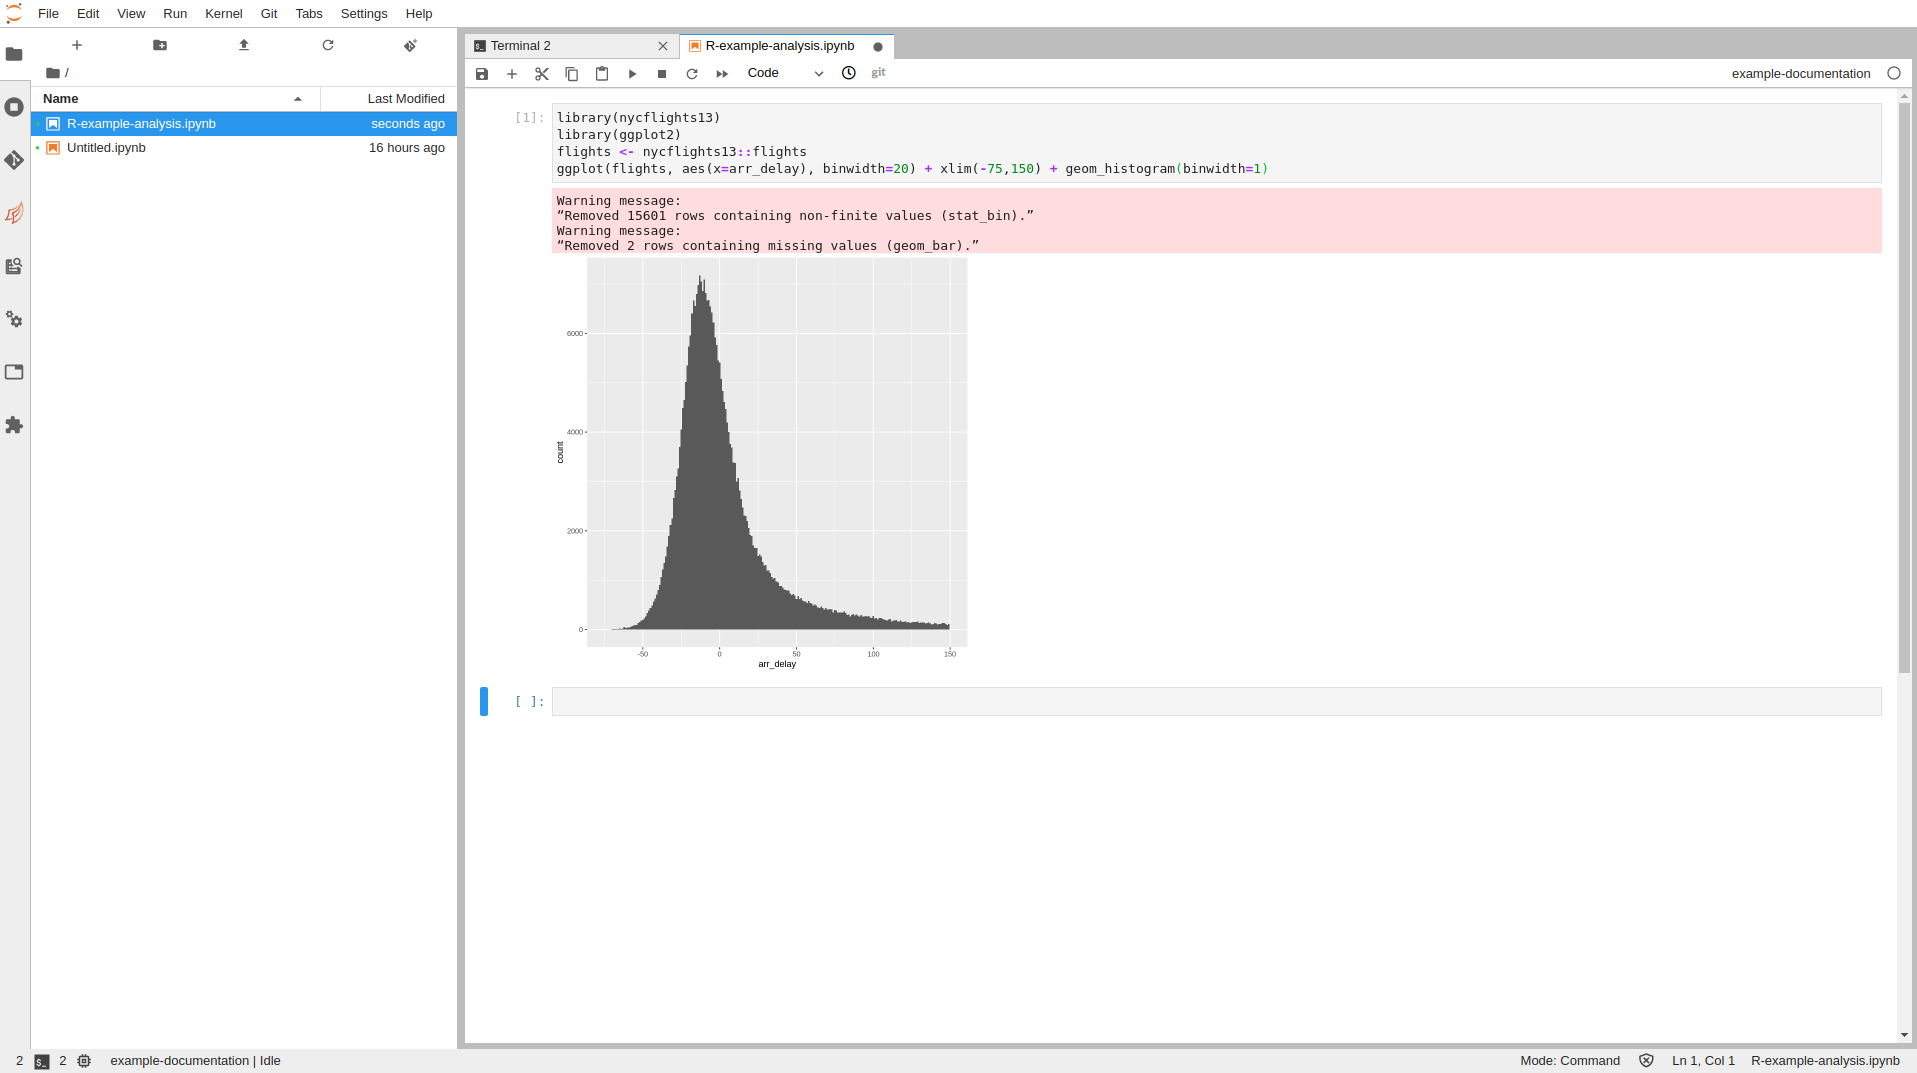 File Edit View Run Kernel Git Tabs Settings Help
/
Name Last Modified
R-example-analysis.ipynb seconds ago
Untitled.ipynb 16 hours ago
Terminal 2
R-example-analysis.ipynb
Code
git
example-documentation
[1]:
library(nycflights13)
library(ggplot2)
flights <- nycflights13::flights
ggplot(flights, aes(x=arr_delay), binwidth=20) + xlim(-75,150) + geom_histogram(binwidth=1)
Warning message:
“Removed 15601 rows containing non-finite values (stat_bin).”
Warning message:
“Removed 2 rows containing missing values (geom_bar).”
6000
4000
count
2000
0
-50 0 50 100 150
arr_delay
[ ]:
2 $_ 2 example-documentation | Idle
Mode: Command Ln 1, Col 1 R-example-analysis.ipynb